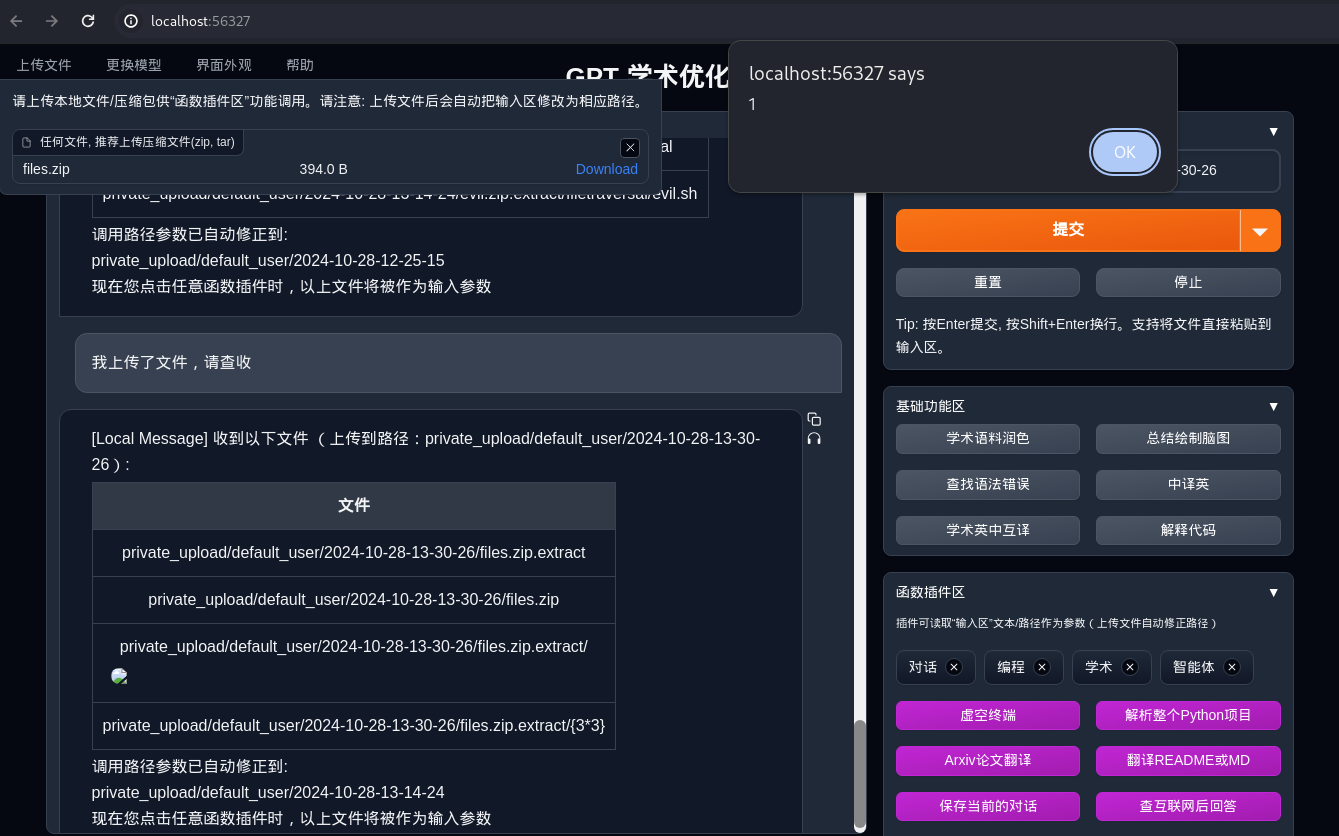 localhost:56327
上传文件 更换模型 界面外观 帮助
GPT 学术优化
localhost:56327 says
1
OK
请上传本地文件/压缩包供“函数插件区”功能调用。请注意: 上传文件后会自动把输入区修改为相应路径。
任何文件, 推荐上传压缩文件(zip, tar)
files.zip 394.0 B Download
al
private_upload/default_user/2024-10-28-13-14-24/evil.zip.extract/filetraversal/evil.sh
调用路径参数已自动修正到:
private_upload/default_user/2024-10-28-12-25-15
现在您点击任意函数插件时，以上文件将被作为输入参数
我上传了文件，请查收
[Local Message] 收到以下文件 （上传到路径：private_upload/default_user/2024-10-28-13-30-
26）:
文件
private_upload/default_user/2024-10-28-13-30-26/files.zip.extract
private_upload/default_user/2024-10-28-13-30-26/files.zip
private_upload/default_user/2024-10-28-13-30-26/files.zip.extract/
private_upload/default_user/2024-10-28-13-30-26/files.zip.extract/{3*3}
调用路径参数已自动修正到:
private_upload/default_user/2024-10-28-13-14-24
现在您点击任意函数插件时，以上文件将被作为输入参数
-30-26
提交
重置 停止
Tip: 按Enter提交, 按Shift+Enter换行。支持将文件直接粘贴到
输入区。
基础功能区
学术语料润色 总结绘制脑图
查找语法错误 中译英
学术英中互译 解释代码
函数插件区
插件可读取“输入区”文本/路径作为参数（上传文件自动修正路径）
对话 编程 学术 智能体
虚空终端 解析整个Python项目
Arxiv论文翻译 翻译README或MD
保存当前的对话 查互联网后回答